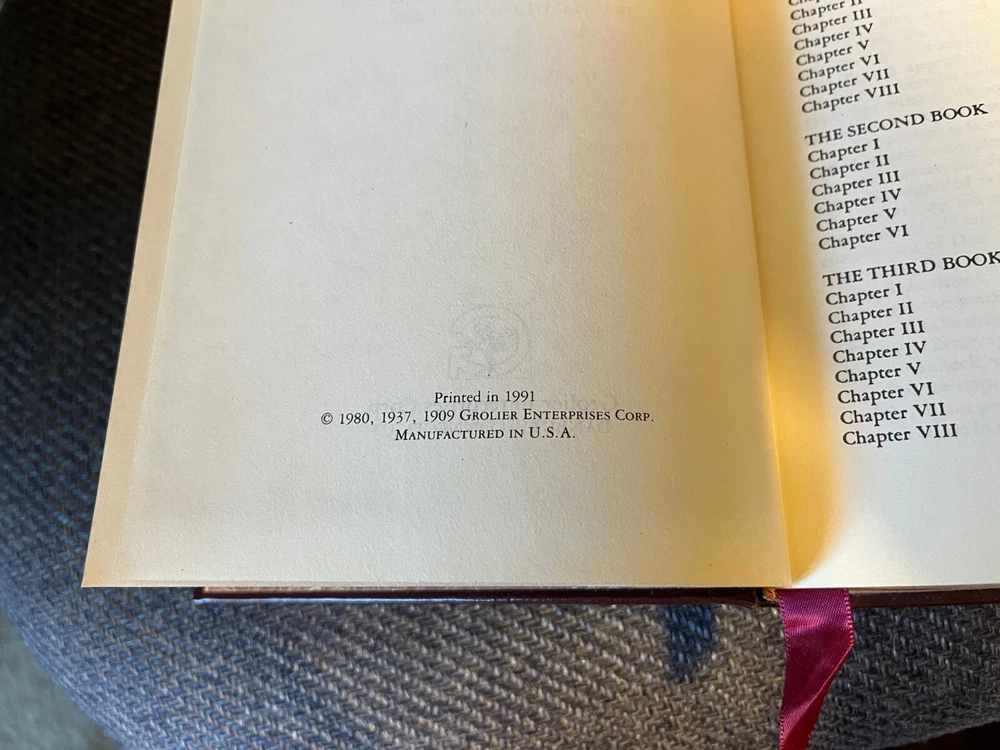 Printed in 1991
© 1980, 1937, 1909 GROLIER ENTERPRISES CORP.
MANUFACTURED IN U.S.A.
Chapter II
Chapter III
Chapter IV
Chapter V
Chapter VI
Chapter VII
Chapter VIII
THE SECOND BOOK
Chapter I
Chapter II
Chapter III
Chapter IV
Chapter V
Chapter VI
THE THIRD BOOK
Chapter I
Chapter II
Chapter III
Chapter IV
Chapter V
Chapter VI
Chapter VII
Chapter VIII